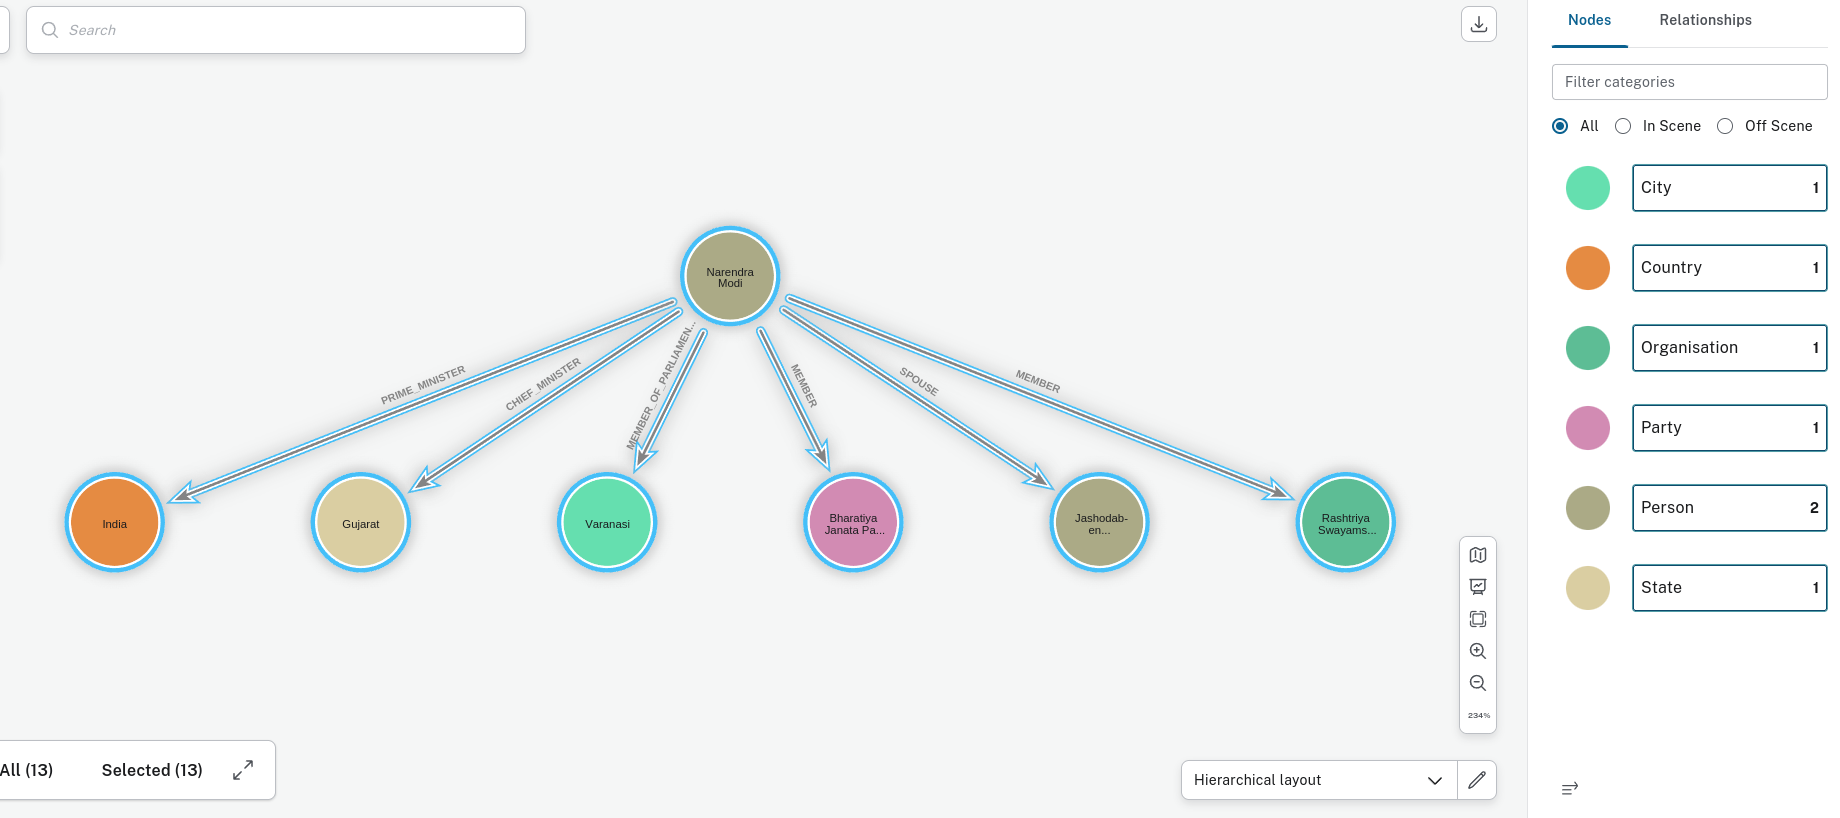 Search
Nodes
Relationships
Filter categories
All
In Scene
Off Scene
City 1
Country 1
Organisation 1
Party 1
Person 2
State 1
Narendra
Modi
PRIME_MINISTER
CHIEF_MINISTER
MEMBER_OF_PARLIAMEN...
MEMBER
SPOUSE
MEMBER
India
Gujarat
Varanasi
Bharatiya
Janata Pa...
Jashodab-
en...
Rashtriya
Swayams...
234%
All (13)
Selected (13)
Hierarchical layout